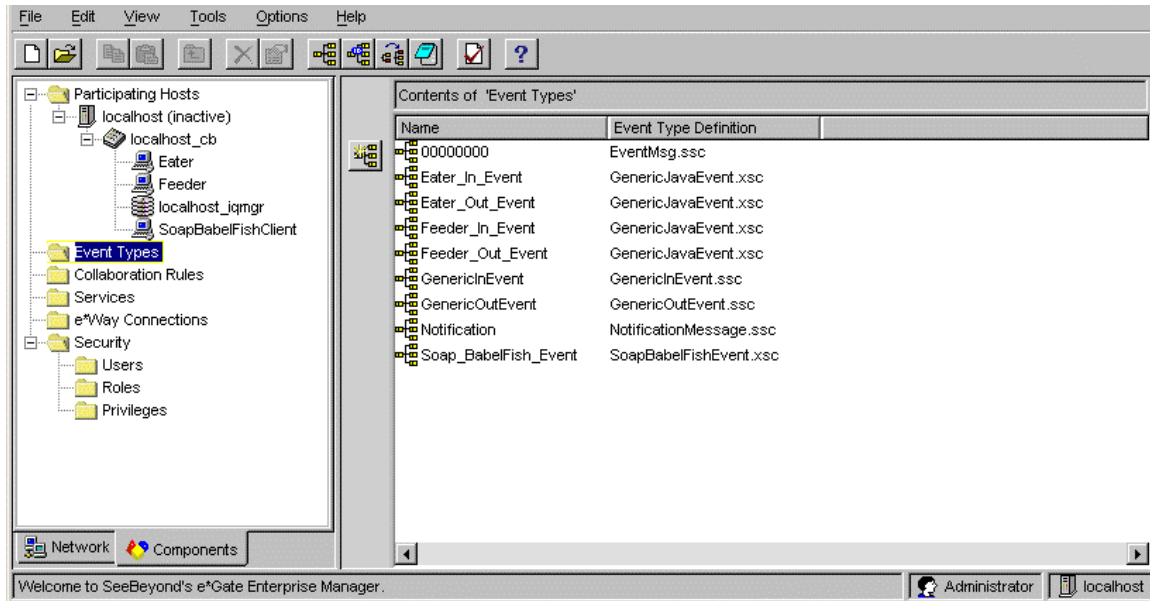 File Edit View Tools Options Help
?
Participating Hosts
localhost (inactive)
localhost_cb
Eater
Feeder
localhost_iqmgr
SoapBabelFishClient
Event Types
Collaboration Rules
Services
e*Way Connections
Security
Users
Roles
Privileges
Network Components
Contents of 'Event Types'
Name Event Type Definition
00000000 EventMsg.ssc
Eater_In_Event GenericJavaEvent.xsc
Eater_Out_Event GenericJavaEvent.xsc
Feeder_In_Event GenericJavaEvent.xsc
Feeder_Out_Event GenericJavaEvent.xsc
GenericInEvent GenericInEvent.ssc
GenericOutEvent GenericOutEvent.ssc
Notification NotificationMessage.ssc
Soap_BabelFish_Event SoapBabelFishEvent.xsc
Welcome to SeeBeyond's e*Gate Enterprise Manager. Administrator localhost